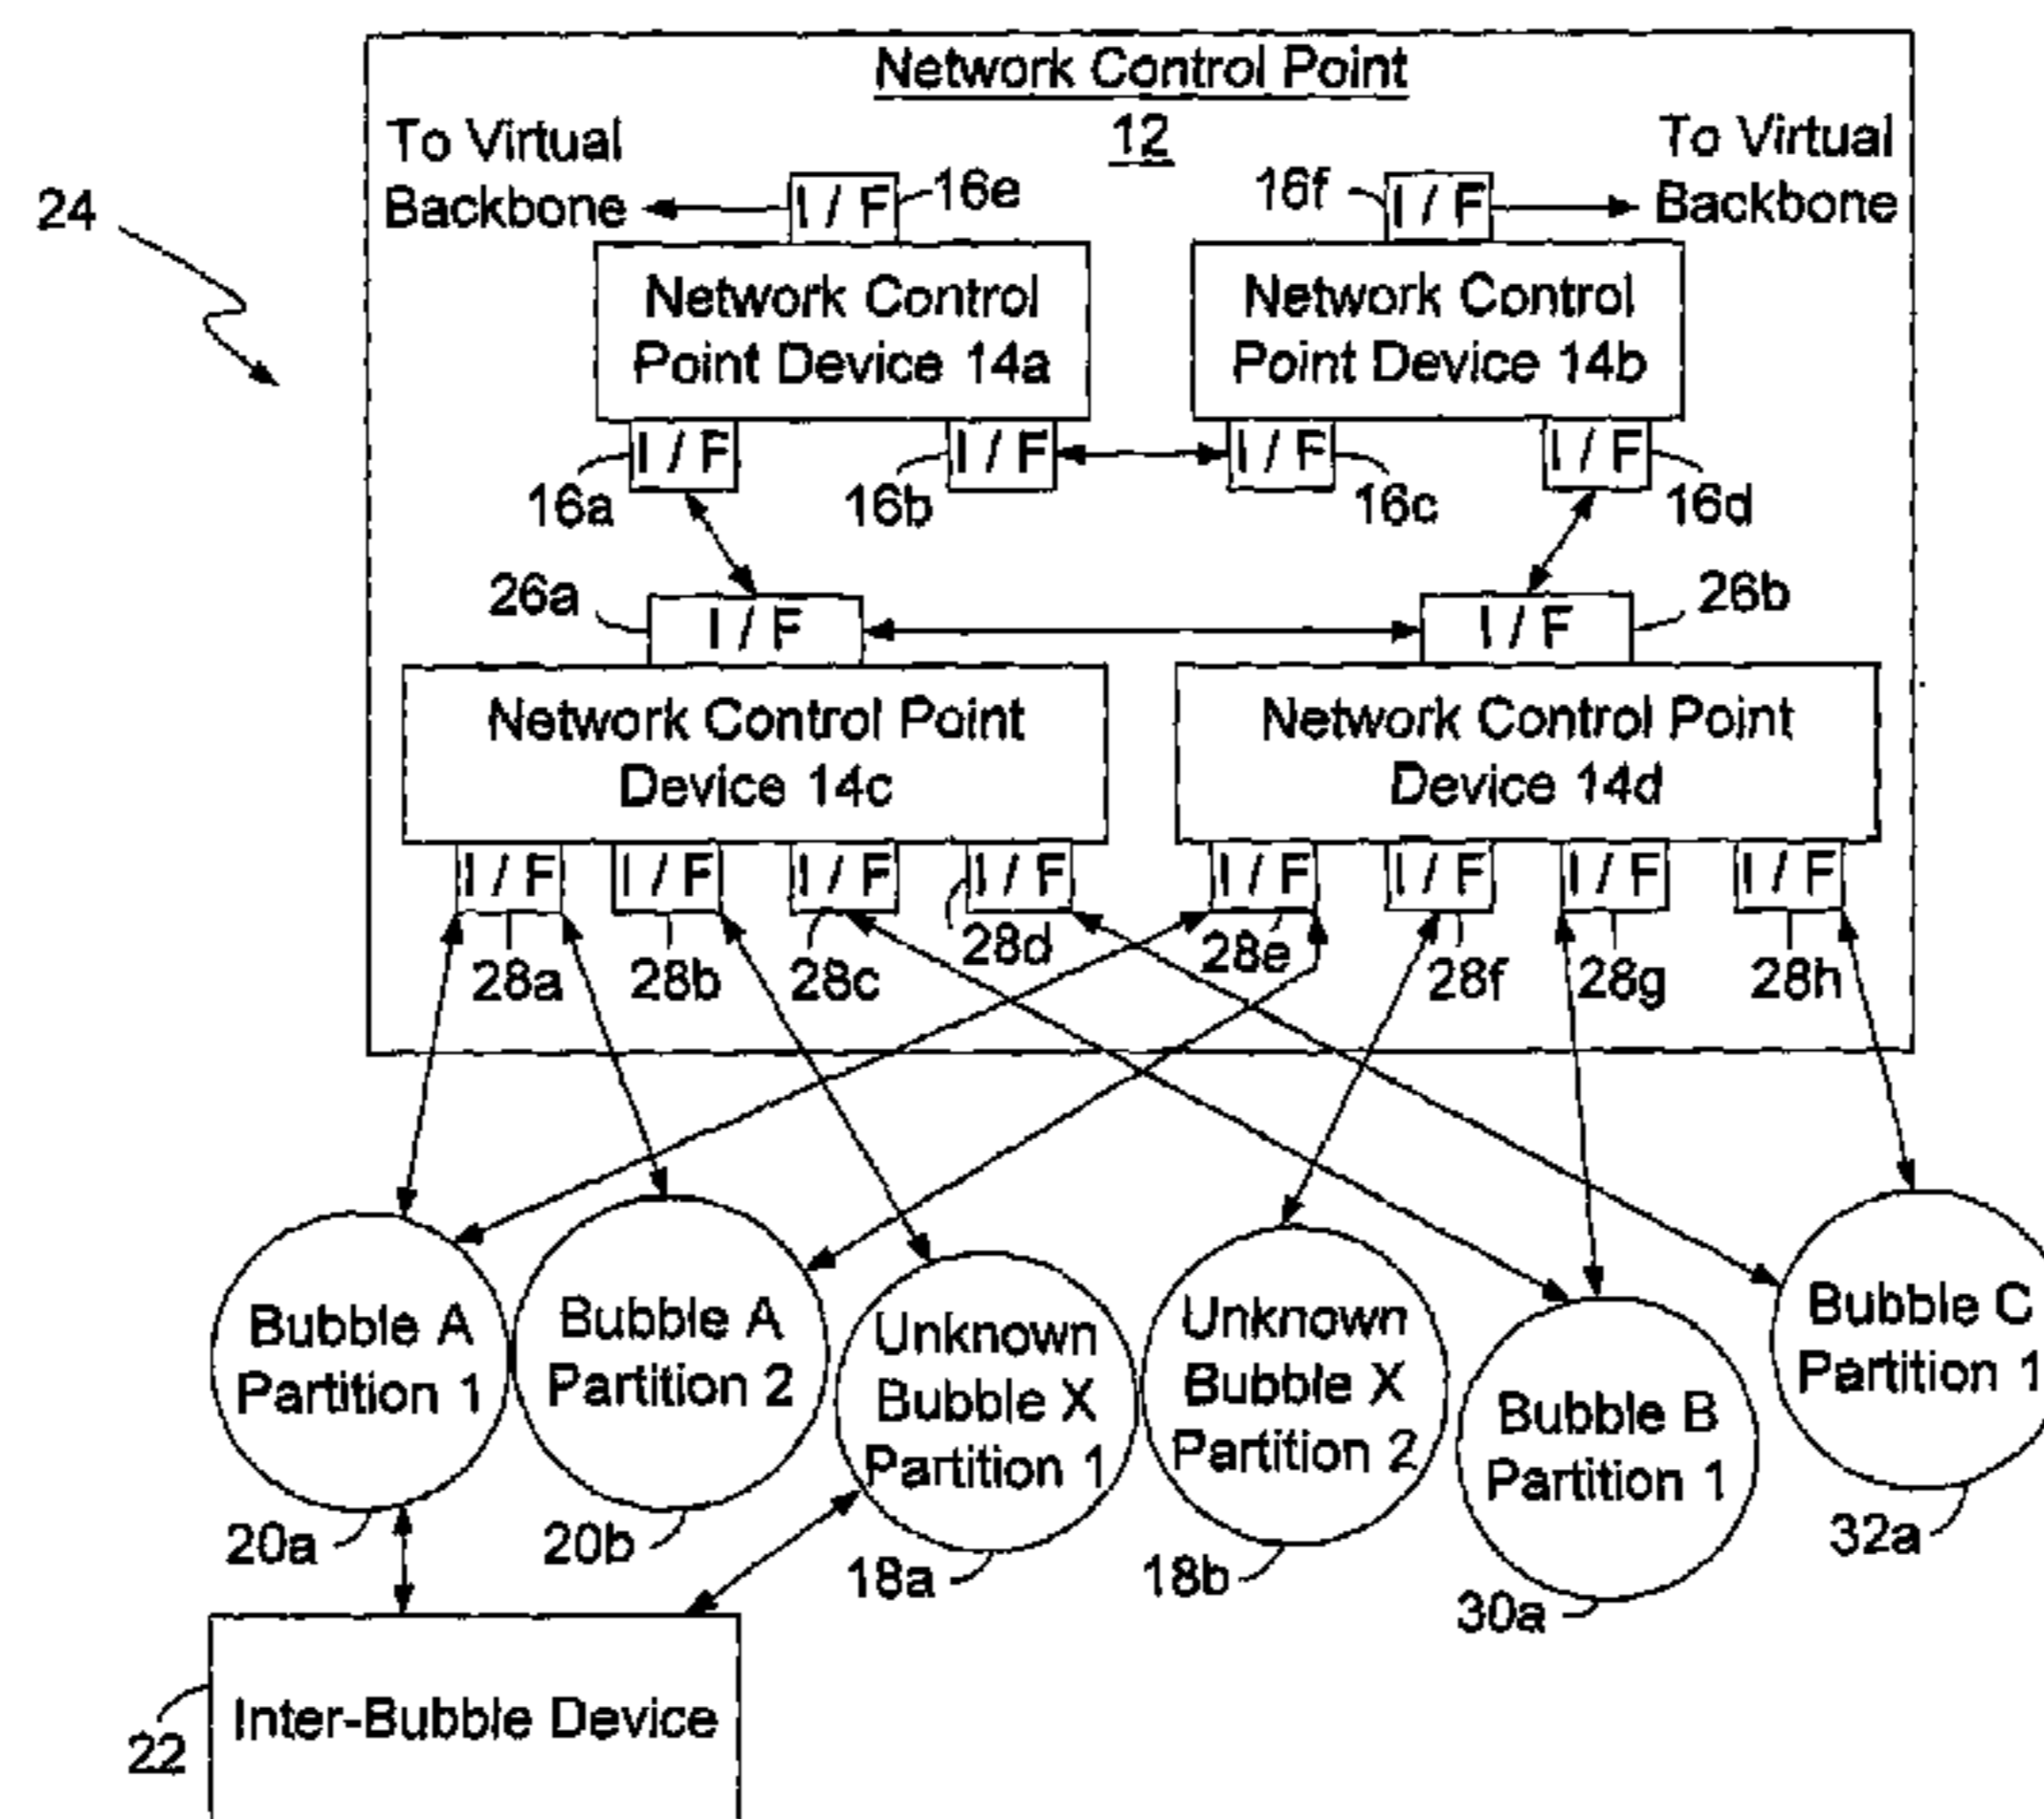 Network Control Point
12
To Virtual
Backbone
To Virtual
Backbone
24
I / F
16e
16f
I / F
Network Control
Point Device 14a
Network Control
Point Device 14b
I / F
I / F
I / F
I / F
16a
16b
16c
16d
26a
I / F
I / F
26b
Network Control Point
Device 14c
Network Control Point
Device 14d
I / F
I / F
I / F
I / F
I / F
I / F
I / F
I / F
28a
28b
28c
28d
28e
28f
28g
28h
Bubble A
Partition 1
Bubble A
Partition 2
Unknown
Bubble X
Partition 1
Unknown
Bubble X
Partition 2
Bubble B
Partition 1
Bubble C
Partition 1
20a
20b
18a
18b
30a
32a
22
Inter-Bubble Device